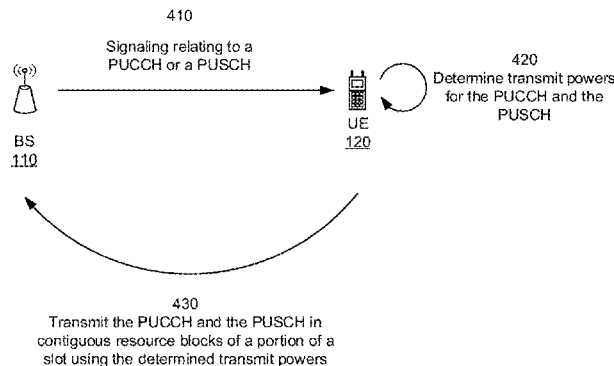 410
Signaling relating to a
PUCCH or a PUSCH
420
Determine transmit powers
for the PUCCH and the
PUSCH
BS
110
UE
120
430
Transmit the PUCCH and the PUSCH in
contiguous resource blocks of a portion of a
slot using the determined transmit powers